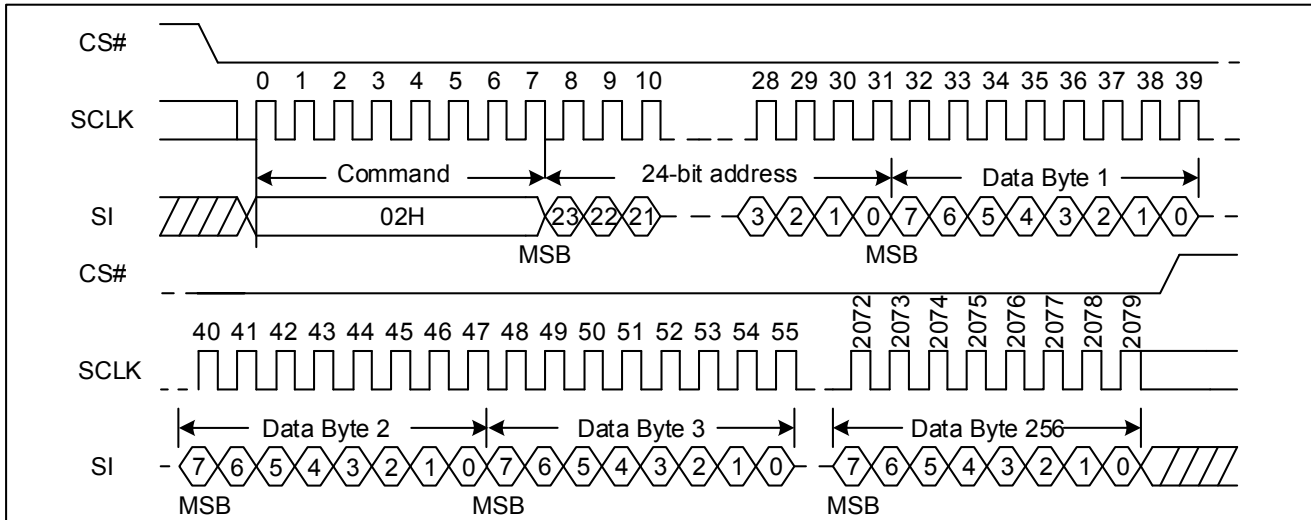 CS#
0 1 2 3 4 5 6 7 8 9 10 28 29 30 31 32 33 34 35 36 37 38 39
SCLK
Command 24-bit address Data Byte 1
SI 02H 23 22 21 3 2 1 0 7 6 5 4 3 2 1 0
MSB MSB
CS#
40 41 42 43 44 45 46 47 48 49 50 51 52 53 54 55 2072 2073 2074 2075 2076 2077 2078 2079
SCLK
Data Byte 2 Data Byte 3 Data Byte 256
SI 7 6 5 4 3 2 1 0 7 6 5 4 3 2 1 0 7 6 5 4 3 2 1 0
MSB MSB MSB